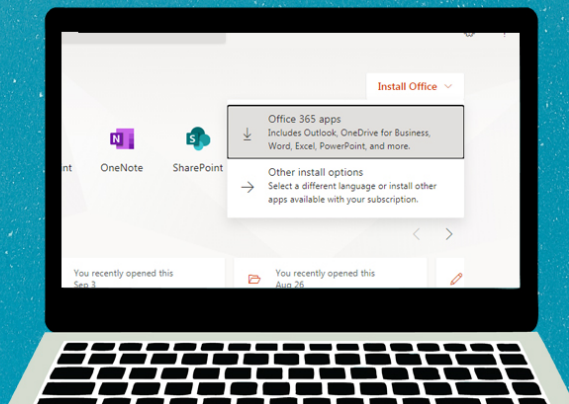 Install Office
Office 365 apps
Includes Outlook, OneDrive for Business,
Word, Excel, PowerPoint, and more.
Other install options
Select a different language or install other
apps available with your subscription.
nt
OneNote
SharePoint
You recently opened this
Sep 3
You recently opened this
Aug 26